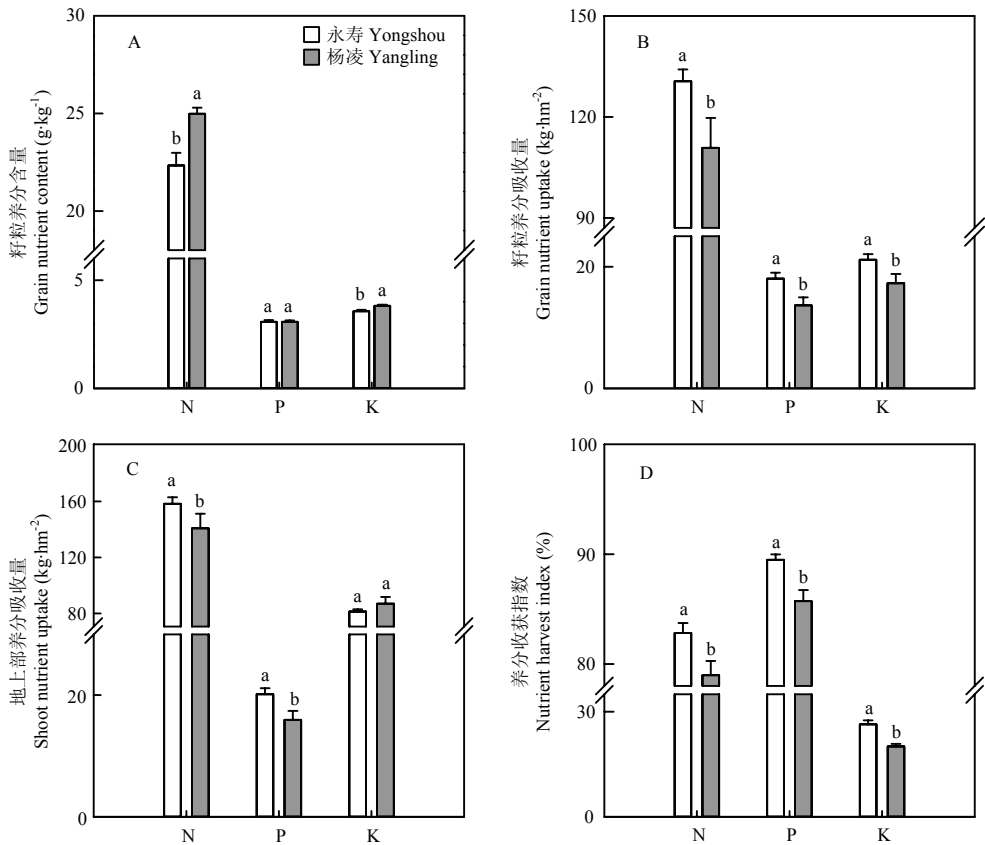 A
永寿 Yongshou
杨凌 Yangling
籽粒养分含量
Grain nutrient content (g·kg⁻¹)
30
25
20
5
0
b
a
a
a
b
a
N
P
K
B
籽粒养分吸收量
Grain nutrient uptake (kg·hm⁻²)
150
120
90
20
0
a
b
a
b
a
b
N
P
K
C
地上部养分吸收量
Shoot nutrient uptake (kg·hm⁻²)
200
160
120
80
20
0
a
b
a
b
a
a
N
P
K
D
养分收获指数
Nutrient harvest index (%)
100
90
80
30
0
a
b
a
b
a
b
N
P
K